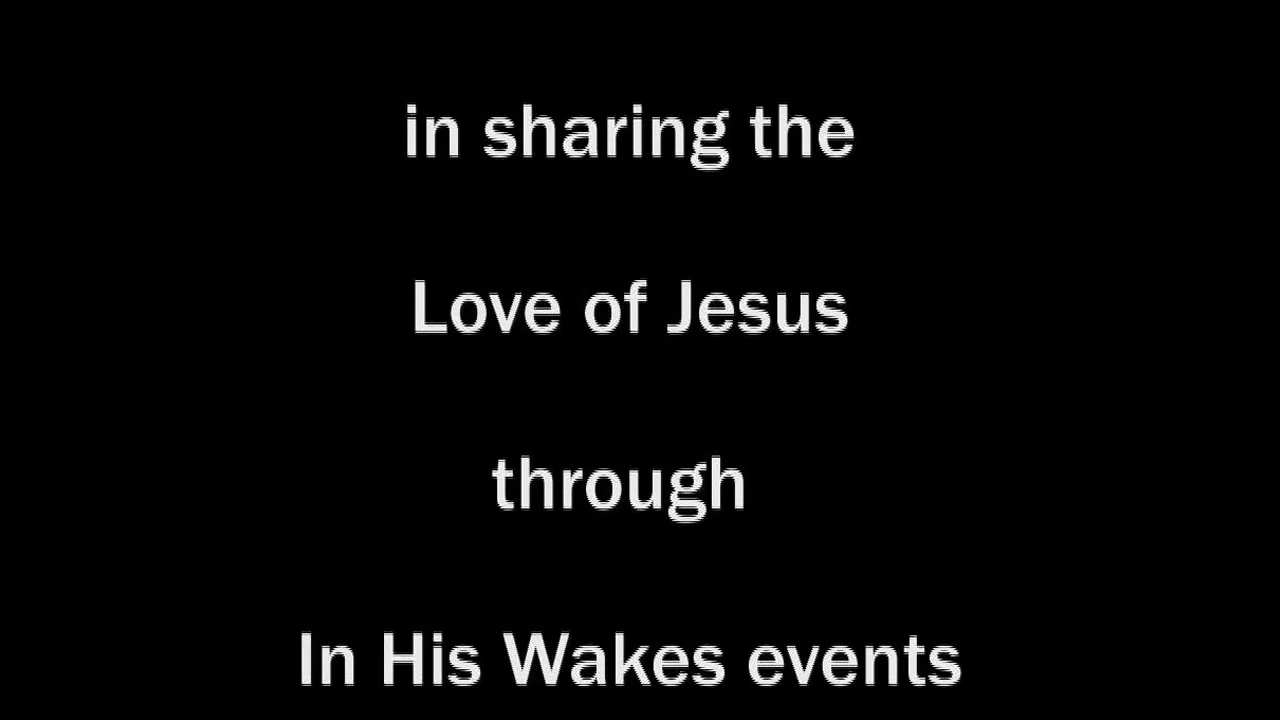 in sharing the
Love of Jesus
through
In His Wakes events